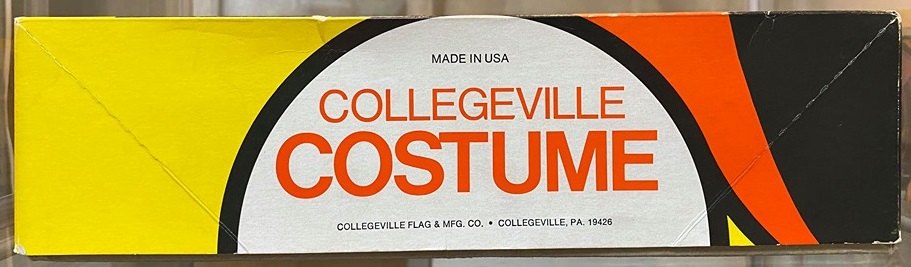 MADE IN USA
COLLEGEVILLE
COSTUME
COLLEGEVILLE FLAG & MFG. CO. • COLLEGEVILLE, PA. 19426